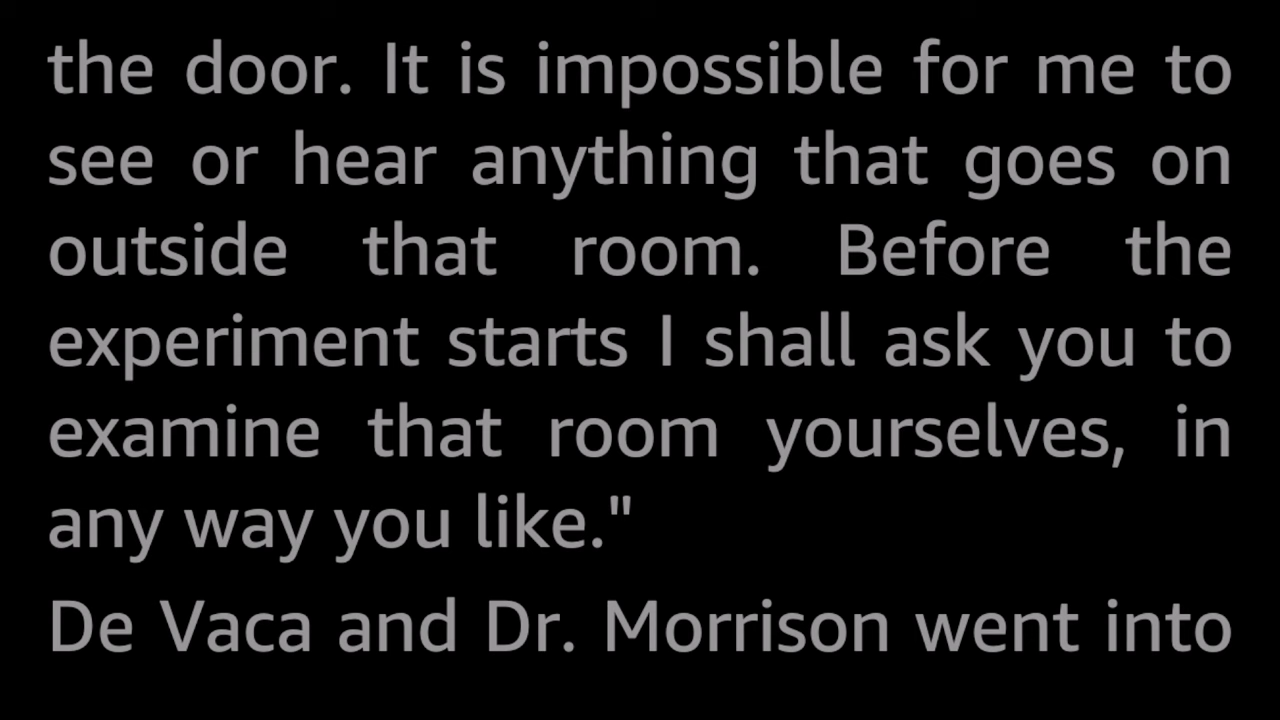 the door. It is impossible for me to
see or hear anything that goes on
outside that room. Before the
experiment starts I shall ask you to
examine that room yourselves, in
any way you like."
De Vaca and Dr. Morrison went into